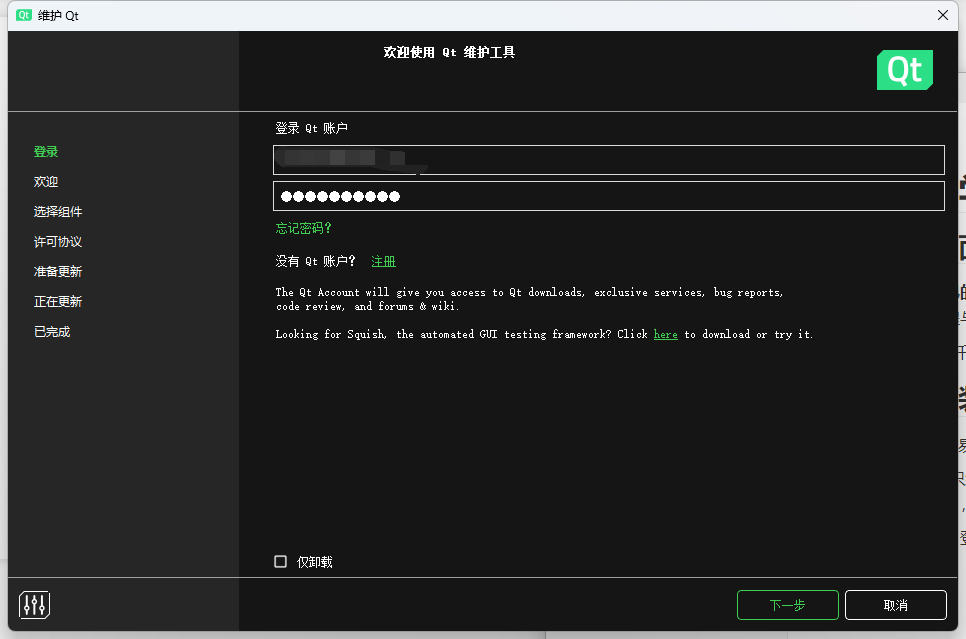 Qt 维护 Qt
欢迎使用 Qt 维护工具
Qt
登录 Qt 账户
登录
欢迎
选择组件
许可协议
准备更新
正在更新
已完成
忘记密码?
没有 Qt 账户? 注册
The Qt Account will give you access to Qt downloads, exclusive services, bug reports,
code review, and forums & wiki.
Looking for Squish, the automated GUI testing framework? Click here to download or try it.
仅卸载
下一步 取消